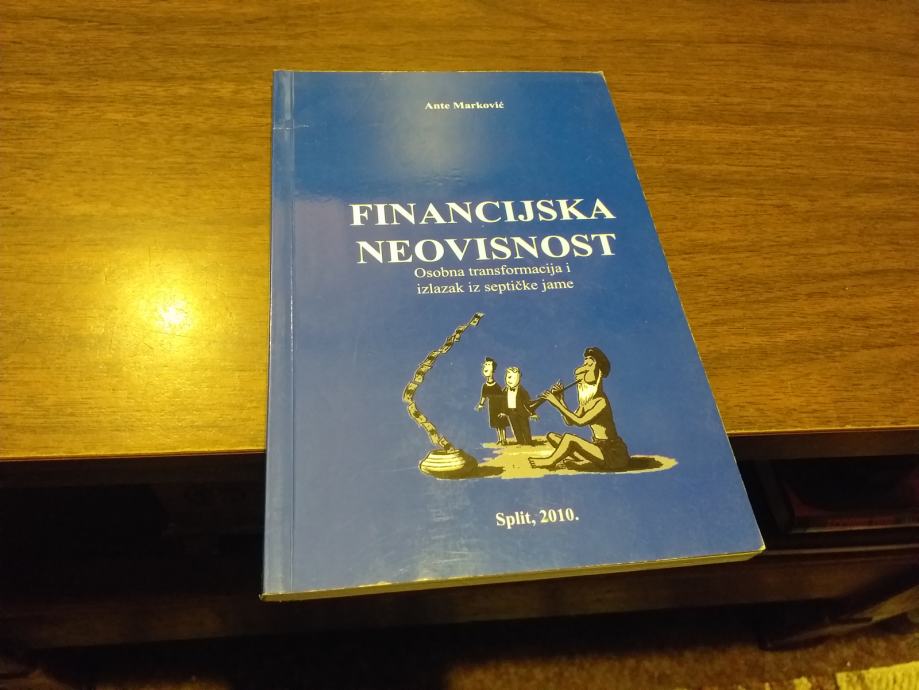 Ante Marković
FINANCIJSKA
NEOVISNOST
Osobna transformacija i
izlazak iz septičke jame
Split, 2010.